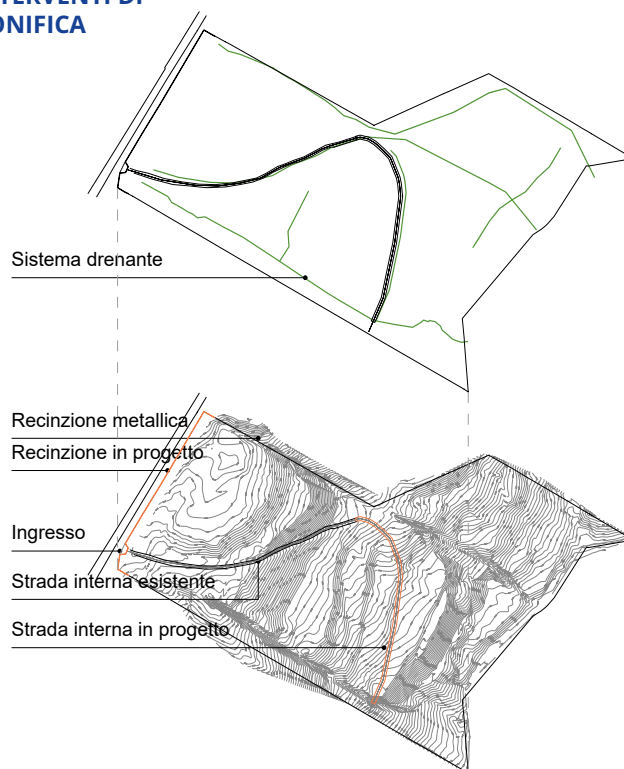 ONIFICA
Sistema drenante
Recinzione metallica
Recinzione in progetto
Ingresso
Strada interna esistente
Strada interna in progetto